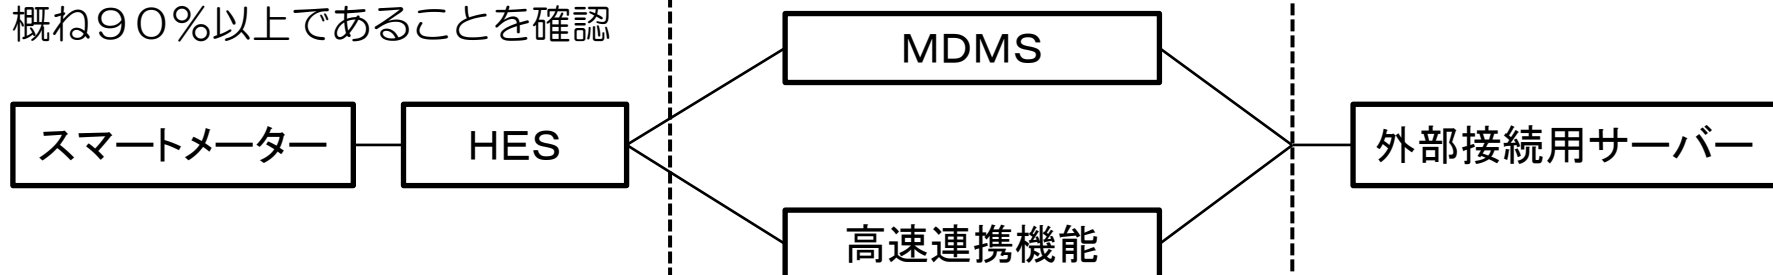 概ね９０％以上であることを確認
MDMS
スマートメーター
HES
外部接続用サーバー
高速連携機能